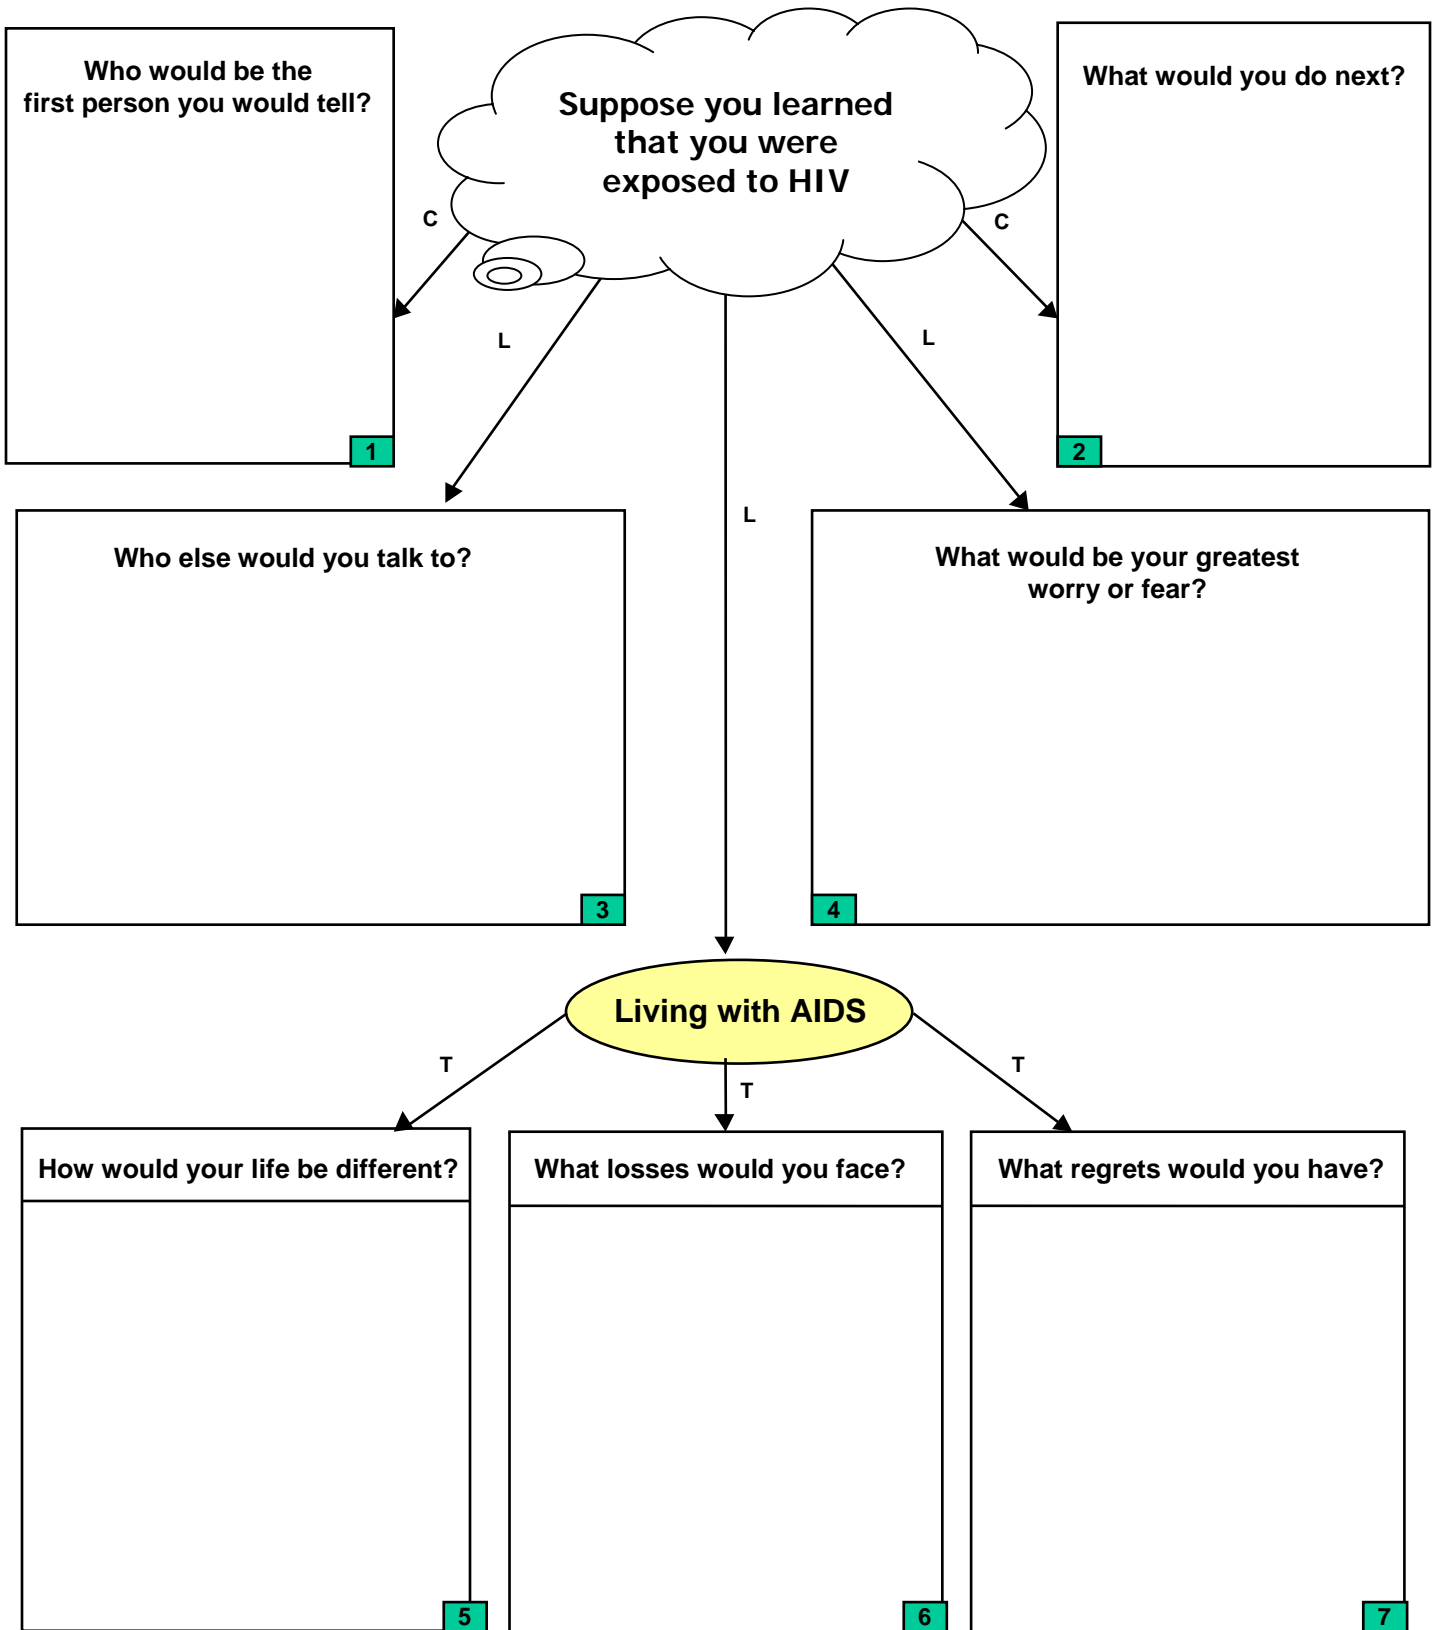 Who would be the
first person you would tell?
Suppose you learned
that you were
exposed to HIV
What would you do next?
C
C
L
L
1
2
L
Who else would you talk to?
What would be your greatest
worry or fear?
3
4
Living with AIDS
T
T
T
How would your life be different?
What losses would you face?
What regrets would you have?
5
6
7